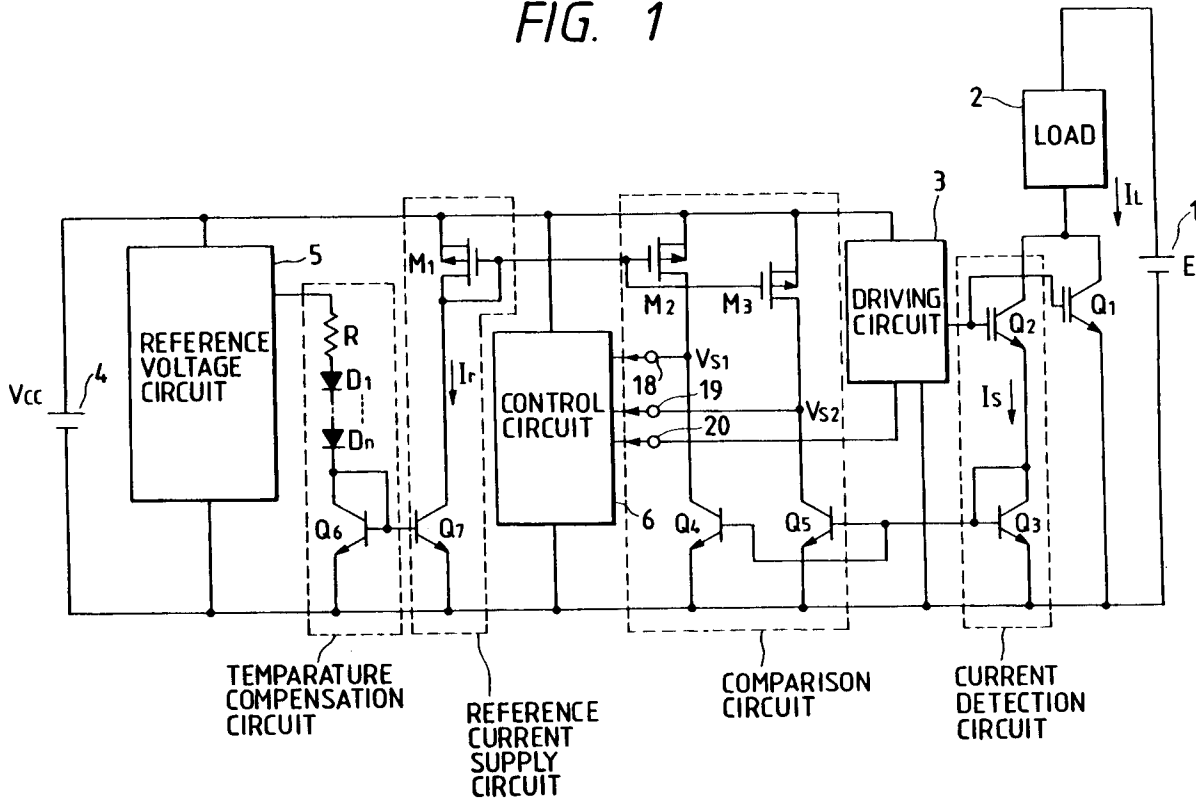 FIG. 1
2
LOAD
IL
1
E
3
DRIVING
CIRCUIT
Q2
Q1
IS
Q3
5
REFERENCE
VOLTAGE
CIRCUIT
VCC
4
R
D1
Dn
Q6
M1
Ir
Q7
CONTROL
CIRCUIT
6
M2
M3
VS1
18
19
VS2
20
Q4
Q5
TEMPARATURE
COMPENSATION
CIRCUIT
REFERENCE
CURRENT
SUPPLY
CIRCUIT
COMPARISON
CIRCUIT
CURRENT
DETECTION
CIRCUIT